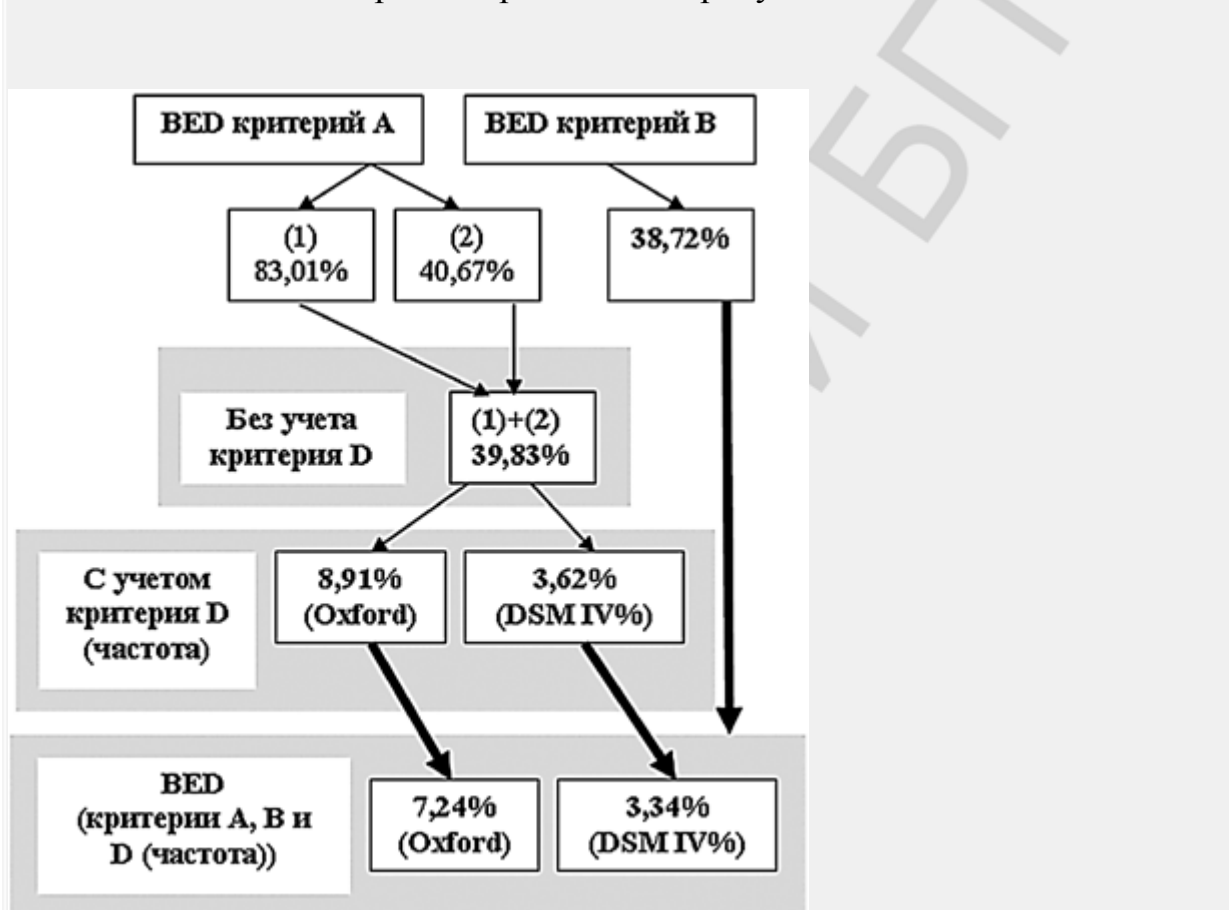 BED критерий A
BED критерий B
(1)
83,01%
(2)
40,67%
38,72%
Без учета
критерия D
(1)+(2)
39,83%
С учетом
критерия D
(частота)
8,91%
(Oxford)
3,62%
(DSM IV%)
BED
(критерии A, B и
D (частота))
7,24%
(Oxford)
3,34%
(DSM IV%)